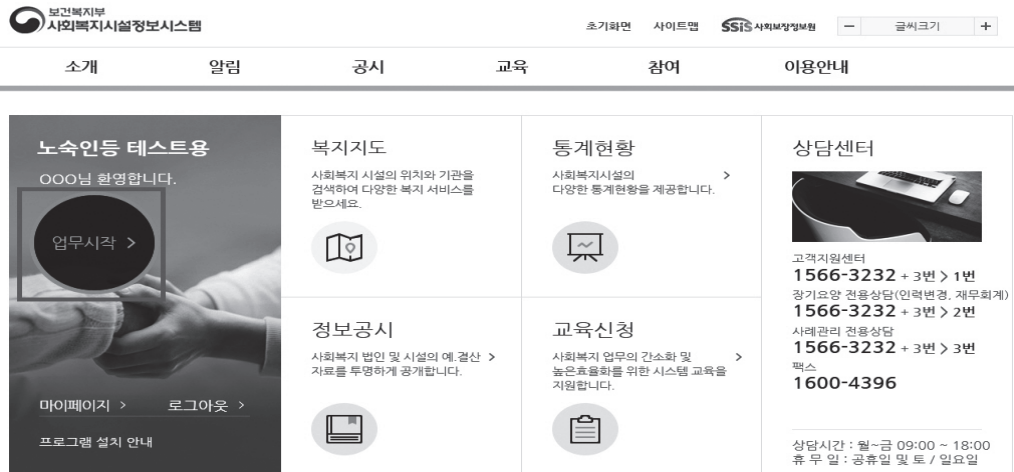 보건복지부
사회복지시설정보시스템
초기화면 사이트맵 SSiS 사회보장정보원 − 글씨크기 +
소개 알림 공시 교육 참여 이용안내
노숙인등 테스트용
OOO님 환영합니다.
업무시작 >
마이페이지 > 로그아웃 >
프로그램 설치 안내
복지지도
사회복지 시설의 위치와 기관을
검색하여 다양한 복지 서비스를
받으세요.
통계현황
사회복지시설의 >
다양한 통계현황을 제공합니다.
정보공시
사회복지 법인 및 시설의 예.결산 >
자료를 투명하게 공개합니다.
교육신청
사회복지 업무의 간소화 및 >
높은효율화를 위한 시스템 교육을
지원합니다.
상담센터
고객지원센터
1566-3232 + 3번 > 1번
장기요양 전용상담(인력변경, 재무회계)
1566-3232 + 3번 > 2번
사례관리 전용상담
1566-3232 + 3번 > 3번
팩스
1600-4396
상담시간 : 월~금 09:00 ~ 18:00
휴 무 일 : 공휴일 및 토 / 일요일